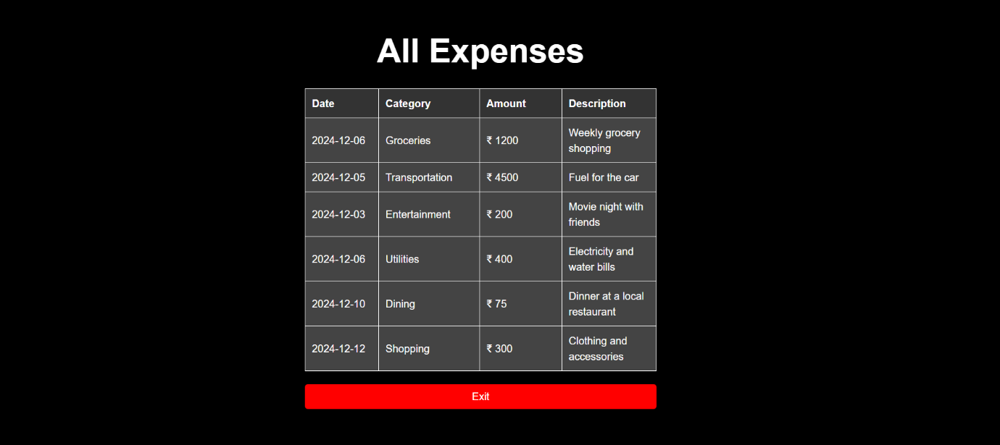 All Expenses
Date Category Amount Description
2024-12-06 Groceries ₹ 1200 Weekly grocery
shopping
2024-12-05 Transportation ₹ 4500 Fuel for the car
2024-12-03 Entertainment ₹ 200 Movie night with
friends
2024-12-06 Utilities ₹ 400 Electricity and
water bills
2024-12-10 Dining ₹ 75 Dinner at a local
restaurant
2024-12-12 Shopping ₹ 300 Clothing and
accessories
Exit